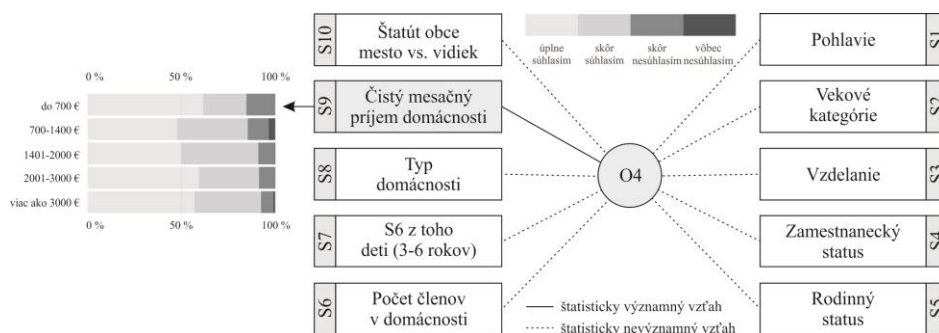 S10
Štatút obce
mesto vs. vidiek
úplne
súhlasím
skôr
súhlasím
skôr
nesúhlasím
vôbec
nesúhlasím
Pohlavie
S1
0 %
50 %
100 %
do 700 €
700-1400 €
1401-2000 €
2001-3000 €
viac ako 3000 €
0 %
50 %
100 %
S9
Čistý mesačný
príjem domácnosti
Vekové
kategórie
S2
S8
Typ
domácnosti
O4
Vzdelanie
S3
S7
S6 z toho
deti (3-6 rokov)
Zamestnanecký
status
S4
S6
Počet členov
v domácnosti
štatisticky významný vzťah
štatisticky nevýznamný vzťah
Rodinný
status
S5